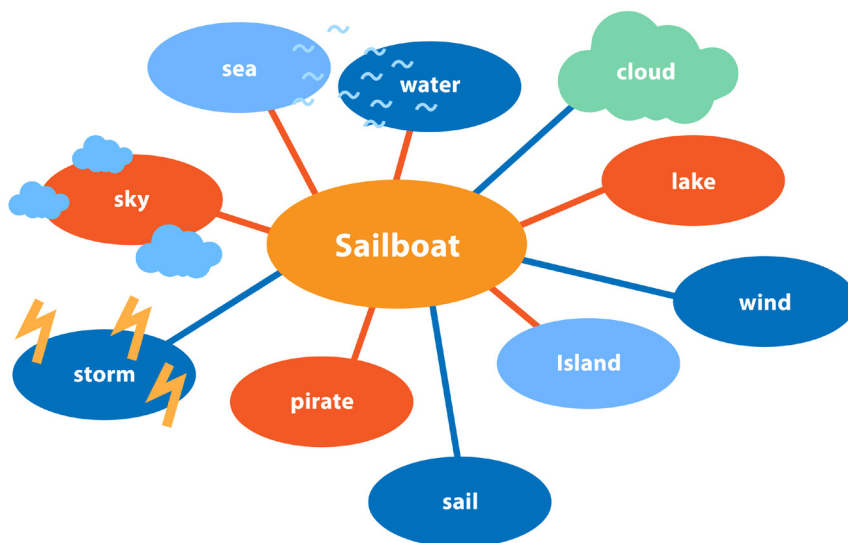 sea
water
cloud
sky
lake
Sailboat
wind
storm
Island
pirate
sail